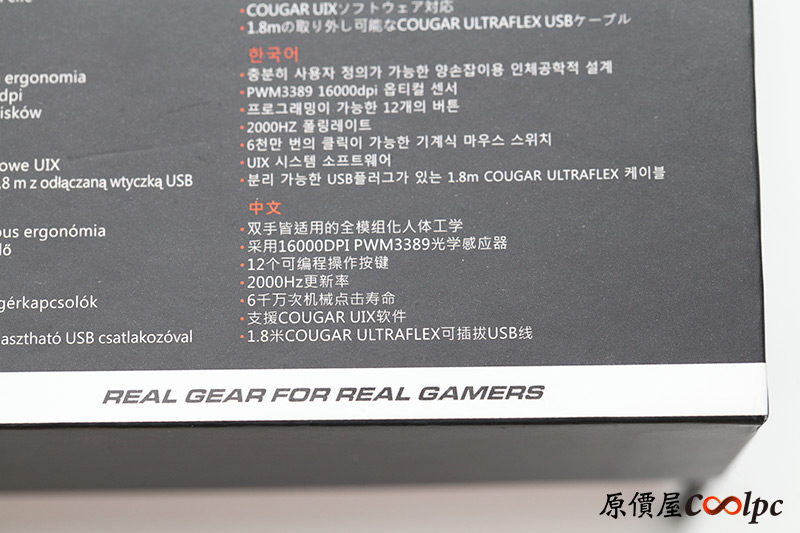 ergonomia
dpi
isków
owe UIX
.8 m z odłączaną wtyczką USB
ous ergonómia
lő
gérkapcsolók
asztható USB csatlakozóval
COUGAR UIXソフトウェア対応
・1.8mの取り外し可能なCOUGAR ULTRAFLEX USBケーブル
한국어
・충분히 사용자 정의가 가능한 양손잡이용 인체공학적 설계
・PWM3389 16000dpi 옵티컬 센서
・프로그래밍이 가능한 12개의 버튼
・2000HZ 폴링레이트
・6천만 번의 클릭이 가능한 기계식 마우스 스위치
・UIX 시스템 소프트웨어
・분리 가능한 USB플러그가 있는 1.8m COUGAR ULTRAFLEX 케이블
中文
・双手皆适用的全模组化人体工学
・采用16000DPI PWM3389光学感应器
・12个可编程操作按键
・2000Hz更新率
・6千万次机械点击寿命
・支援COUGAR UIX软件
・1.8米COUGAR ULTRAFLEX可插拔USB线
REAL GEAR FOR REAL GAMERS
原價屋Coolpc